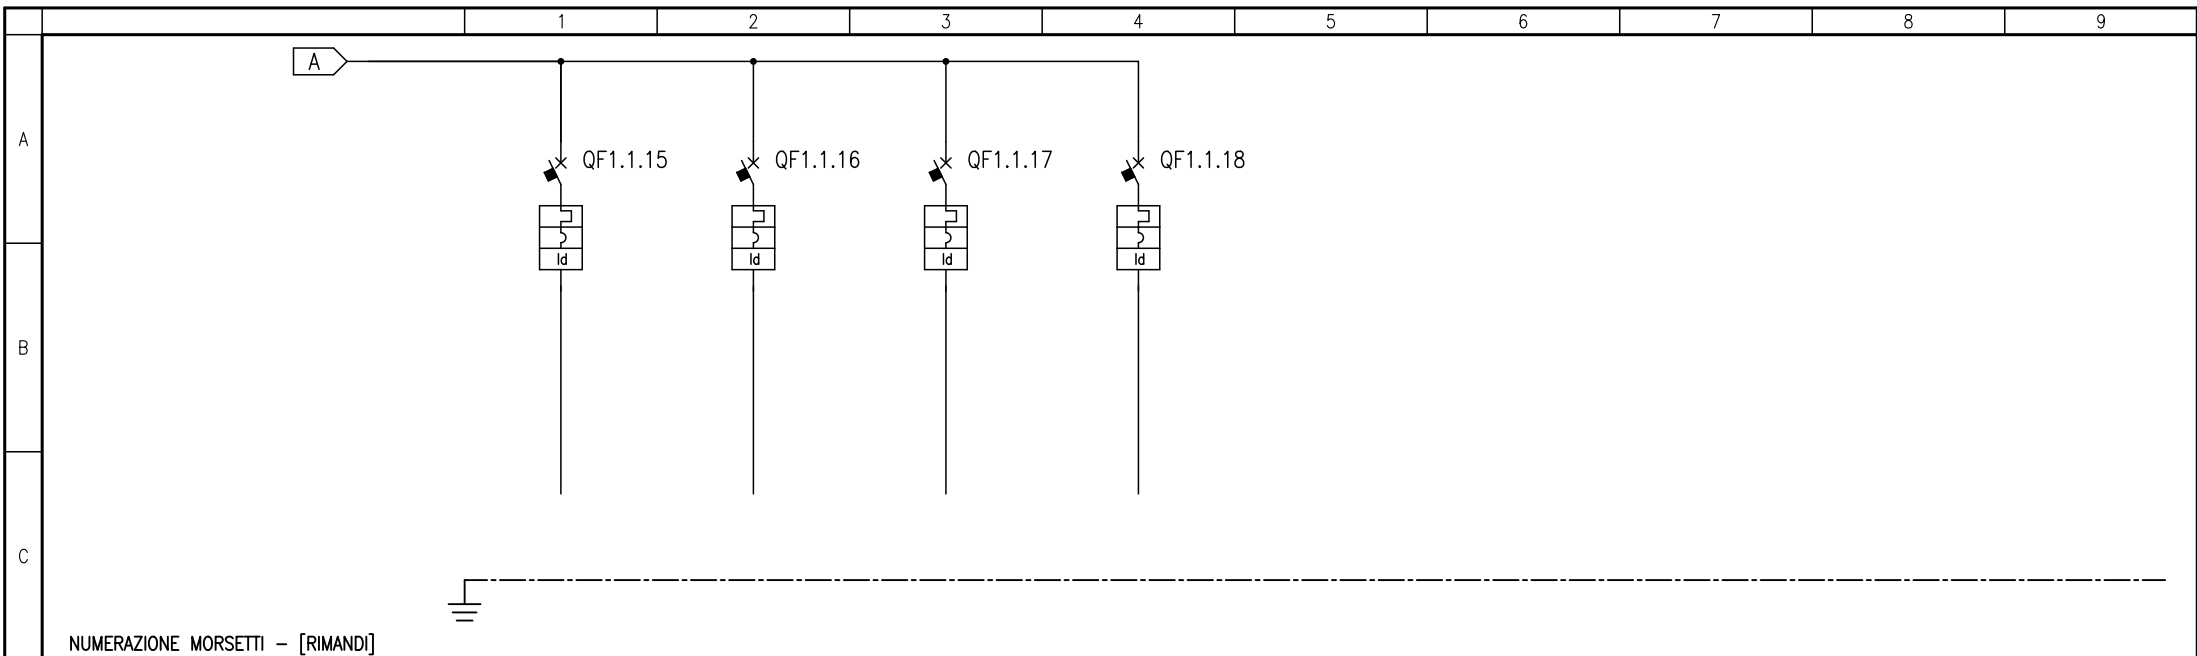 1 2 3 4 5 6 7 8 9
A
A
QF1.1.15 QF1.1.16 QF1.1.17 QF1.1.18
Id Id Id Id
B
C
NUMERAZIONE MORSETTI - [RIMANDI]